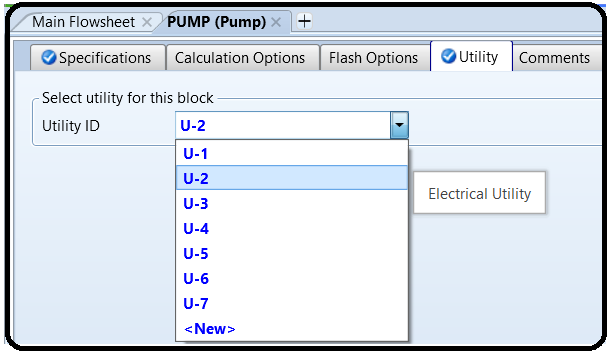 Main Flowsheet × PUMP (Pump) × +
Specifications Calculation Options Flash Options Utility Comments
Select utility for this block
Utility ID U-2
U-1
U-2
Electrical Utility
U-3
U-4
U-5
U-6
U-7
<New>